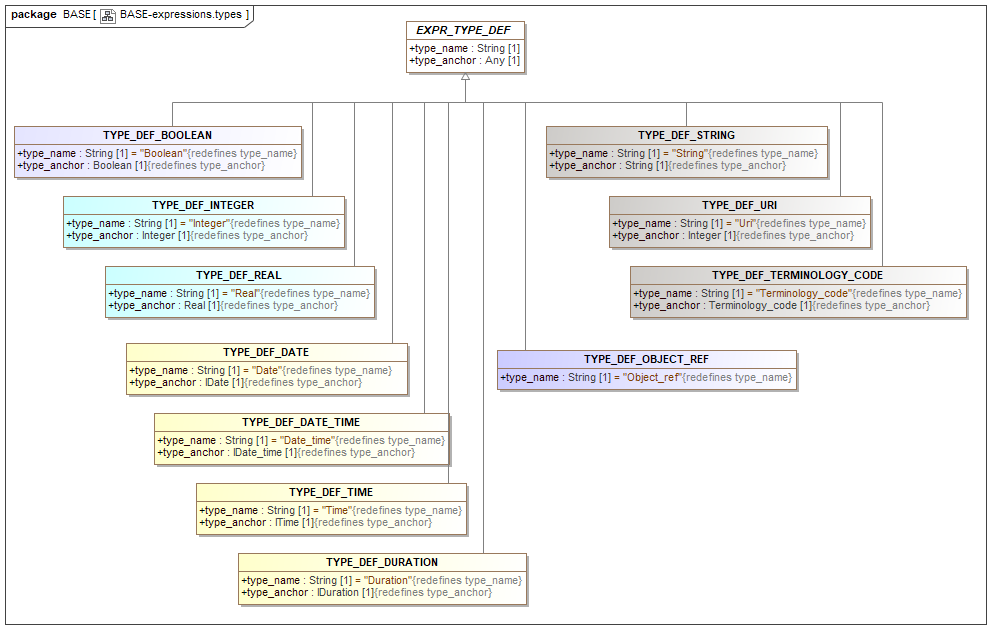 package BASE[ BASE-expressions.types ]
EXPR_TYPE_DEF
+type_name : String [1]
+type_anchor : Any [1]
TYPE_DEF_BOOLEAN
+type_name : String [1] = "Boolean"{redefines type_name}
+type_anchor : Boolean [1]{redefines type_anchor}
TYPE_DEF_STRING
+type_name : String [1] = "String"{redefines type_name}
+type_anchor : String [1]{redefines type_anchor}
TYPE_DEF_INTEGER
+type_name : String [1] = "Integer"{redefines type_name}
+type_anchor : Integer [1]{redefines type_anchor}
TYPE_DEF_URI
+type_name : String [1] = "Uri"{redefines type_name}
+type_anchor : Integer [1]{redefines type_anchor}
TYPE_DEF_REAL
+type_name : String [1] = "Real"{redefines type_name}
+type_anchor : Real [1]{redefines type_anchor}
TYPE_DEF_TERMINOLOGY_CODE
+type_name : String [1] = "Terminology_code"{redefines type_name}
+type_anchor : Terminology_code [1]{redefines type_anchor}
TYPE_DEF_DATE
+type_name : String [1] = "Date"{redefines type_name}
+type_anchor : IDate [1]{redefines type_anchor}
TYPE_DEF_OBJECT_REF
+type_name : String [1] = "Object_ref"{redefines type_name}
TYPE_DEF_DATE_TIME
+type_name : String [1] = "Date_time"{redefines type_name}
+type_anchor : IDate_time [1]{redefines type_anchor}
TYPE_DEF_TIME
+type_name : String [1] = "Time"{redefines type_name}
+type_anchor : ITime [1]{redefines type_anchor}
TYPE_DEF_DURATION
+type_name : String [1] = "Duration"{redefines type_name}
+type_anchor : IDuration [1]{redefines type_anchor}